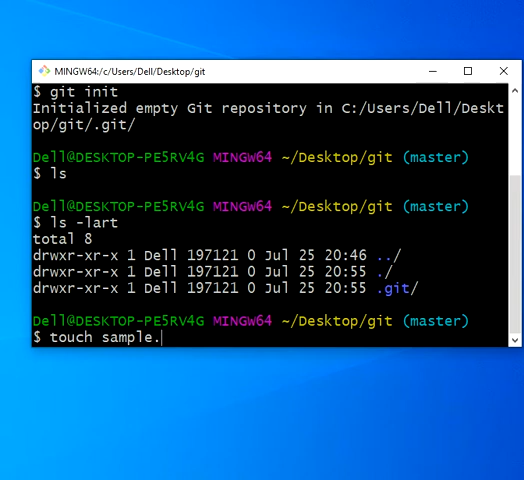 MINGW64:/c/Users/Dell/Desktop/git
$ git init
Initialized empty Git repository in C:/Users/Dell/Deskt
op/git/.git/
Dell@DESKTOP-PE5RV4G MINGW64 ~/Desktop/git (master)
$ ls
Dell@DESKTOP-PE5RV4G MINGW64 ~/Desktop/git (master)
$ ls -lart
total 8
drwxr-xr-x 1 Dell 197121 0 Jul 25 20:46 ../
drwxr-xr-x 1 Dell 197121 0 Jul 25 20:55 ./
drwxr-xr-x 1 Dell 197121 0 Jul 25 20:55 .git/
Dell@DESKTOP-PE5RV4G MINGW64 ~/Desktop/git (master)
$ touch sample.